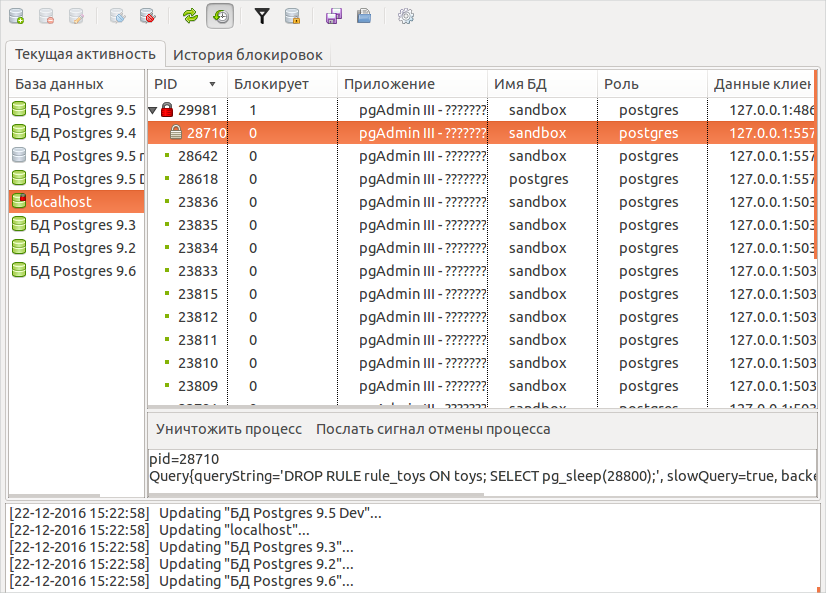 Текущая активность История блокировок
База данных
БД Postgres 9.5
БД Postgres 9.4
БД Postgres 9.5
БД Postgres 9.5
localhost
БД Postgres 9.3
БД Postgres 9.2
БД Postgres 9.6
PID Блокирует Приложение Имя БД Роль Данные клиен
29981 1 pgAdmin III - ??????? sandbox postgres 127.0.0.1:486
28710 0 pgAdmin III - ??????? sandbox postgres 127.0.0.1:557
28642 0 pgAdmin III - ??????? sandbox postgres 127.0.0.1:557
28618 0 pgAdmin III - ??????? postgres postgres 127.0.0.1:557
23836 0 pgAdmin III - ??????? sandbox postgres 127.0.0.1:503
23835 0 pgAdmin III - ??????? sandbox postgres 127.0.0.1:503
23834 0 pgAdmin III - ??????? sandbox postgres 127.0.0.1:503
23833 0 pgAdmin III - ??????? sandbox postgres 127.0.0.1:503
23815 0 pgAdmin III - ??????? sandbox postgres 127.0.0.1:503
23812 0 pgAdmin III - ??????? sandbox postgres 127.0.0.1:503
23811 0 pgAdmin III - ??????? sandbox postgres 127.0.0.1:503
23810 0 pgAdmin III - ??????? sandbox postgres 127.0.0.1:503
23809 0 pgAdmin III - ??????? sandbox postgres 127.0.0.1:503
Уничтожить процесс Послать сигнал отмены процесса
pid=28710
Query{queryString='DROP RULE rule_toys ON toys; SELECT pg_sleep(28800);', slowQuery=true, backe
[22-12-2016 15:22:58] Updating "БД Postgres 9.5 Dev"...
[22-12-2016 15:22:58] Updating "localhost"...
[22-12-2016 15:22:58] Updating "БД Postgres 9.3"...
[22-12-2016 15:22:58] Updating "БД Postgres 9.2"...
[22-12-2016 15:22:58] Updating "БД Postgres 9.6"...